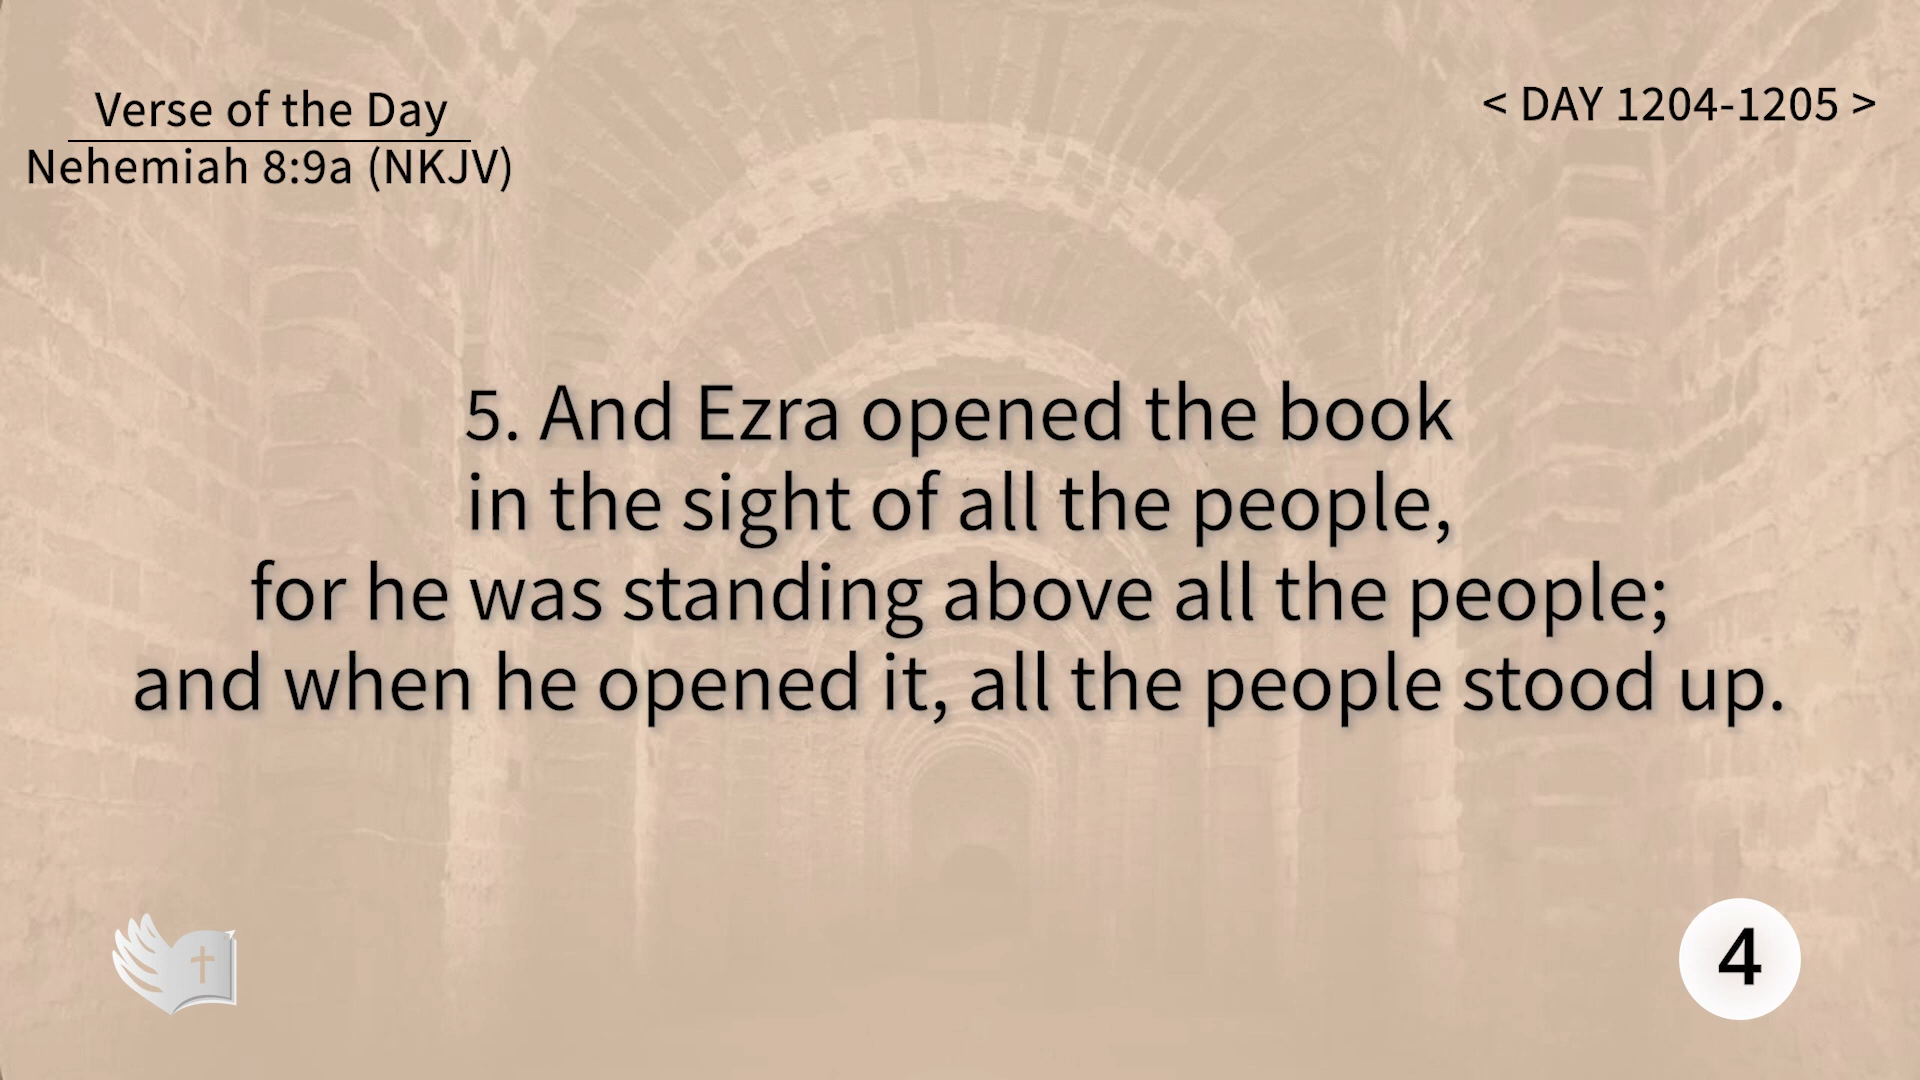 Verse of the Day
Nehemiah 8:9a (NKJV)
< DAY 1204-1205 >
5. And Ezra opened the book
in the sight of all the people,
for he was standing above all the people;
and when he opened it, all the people stood up.
4